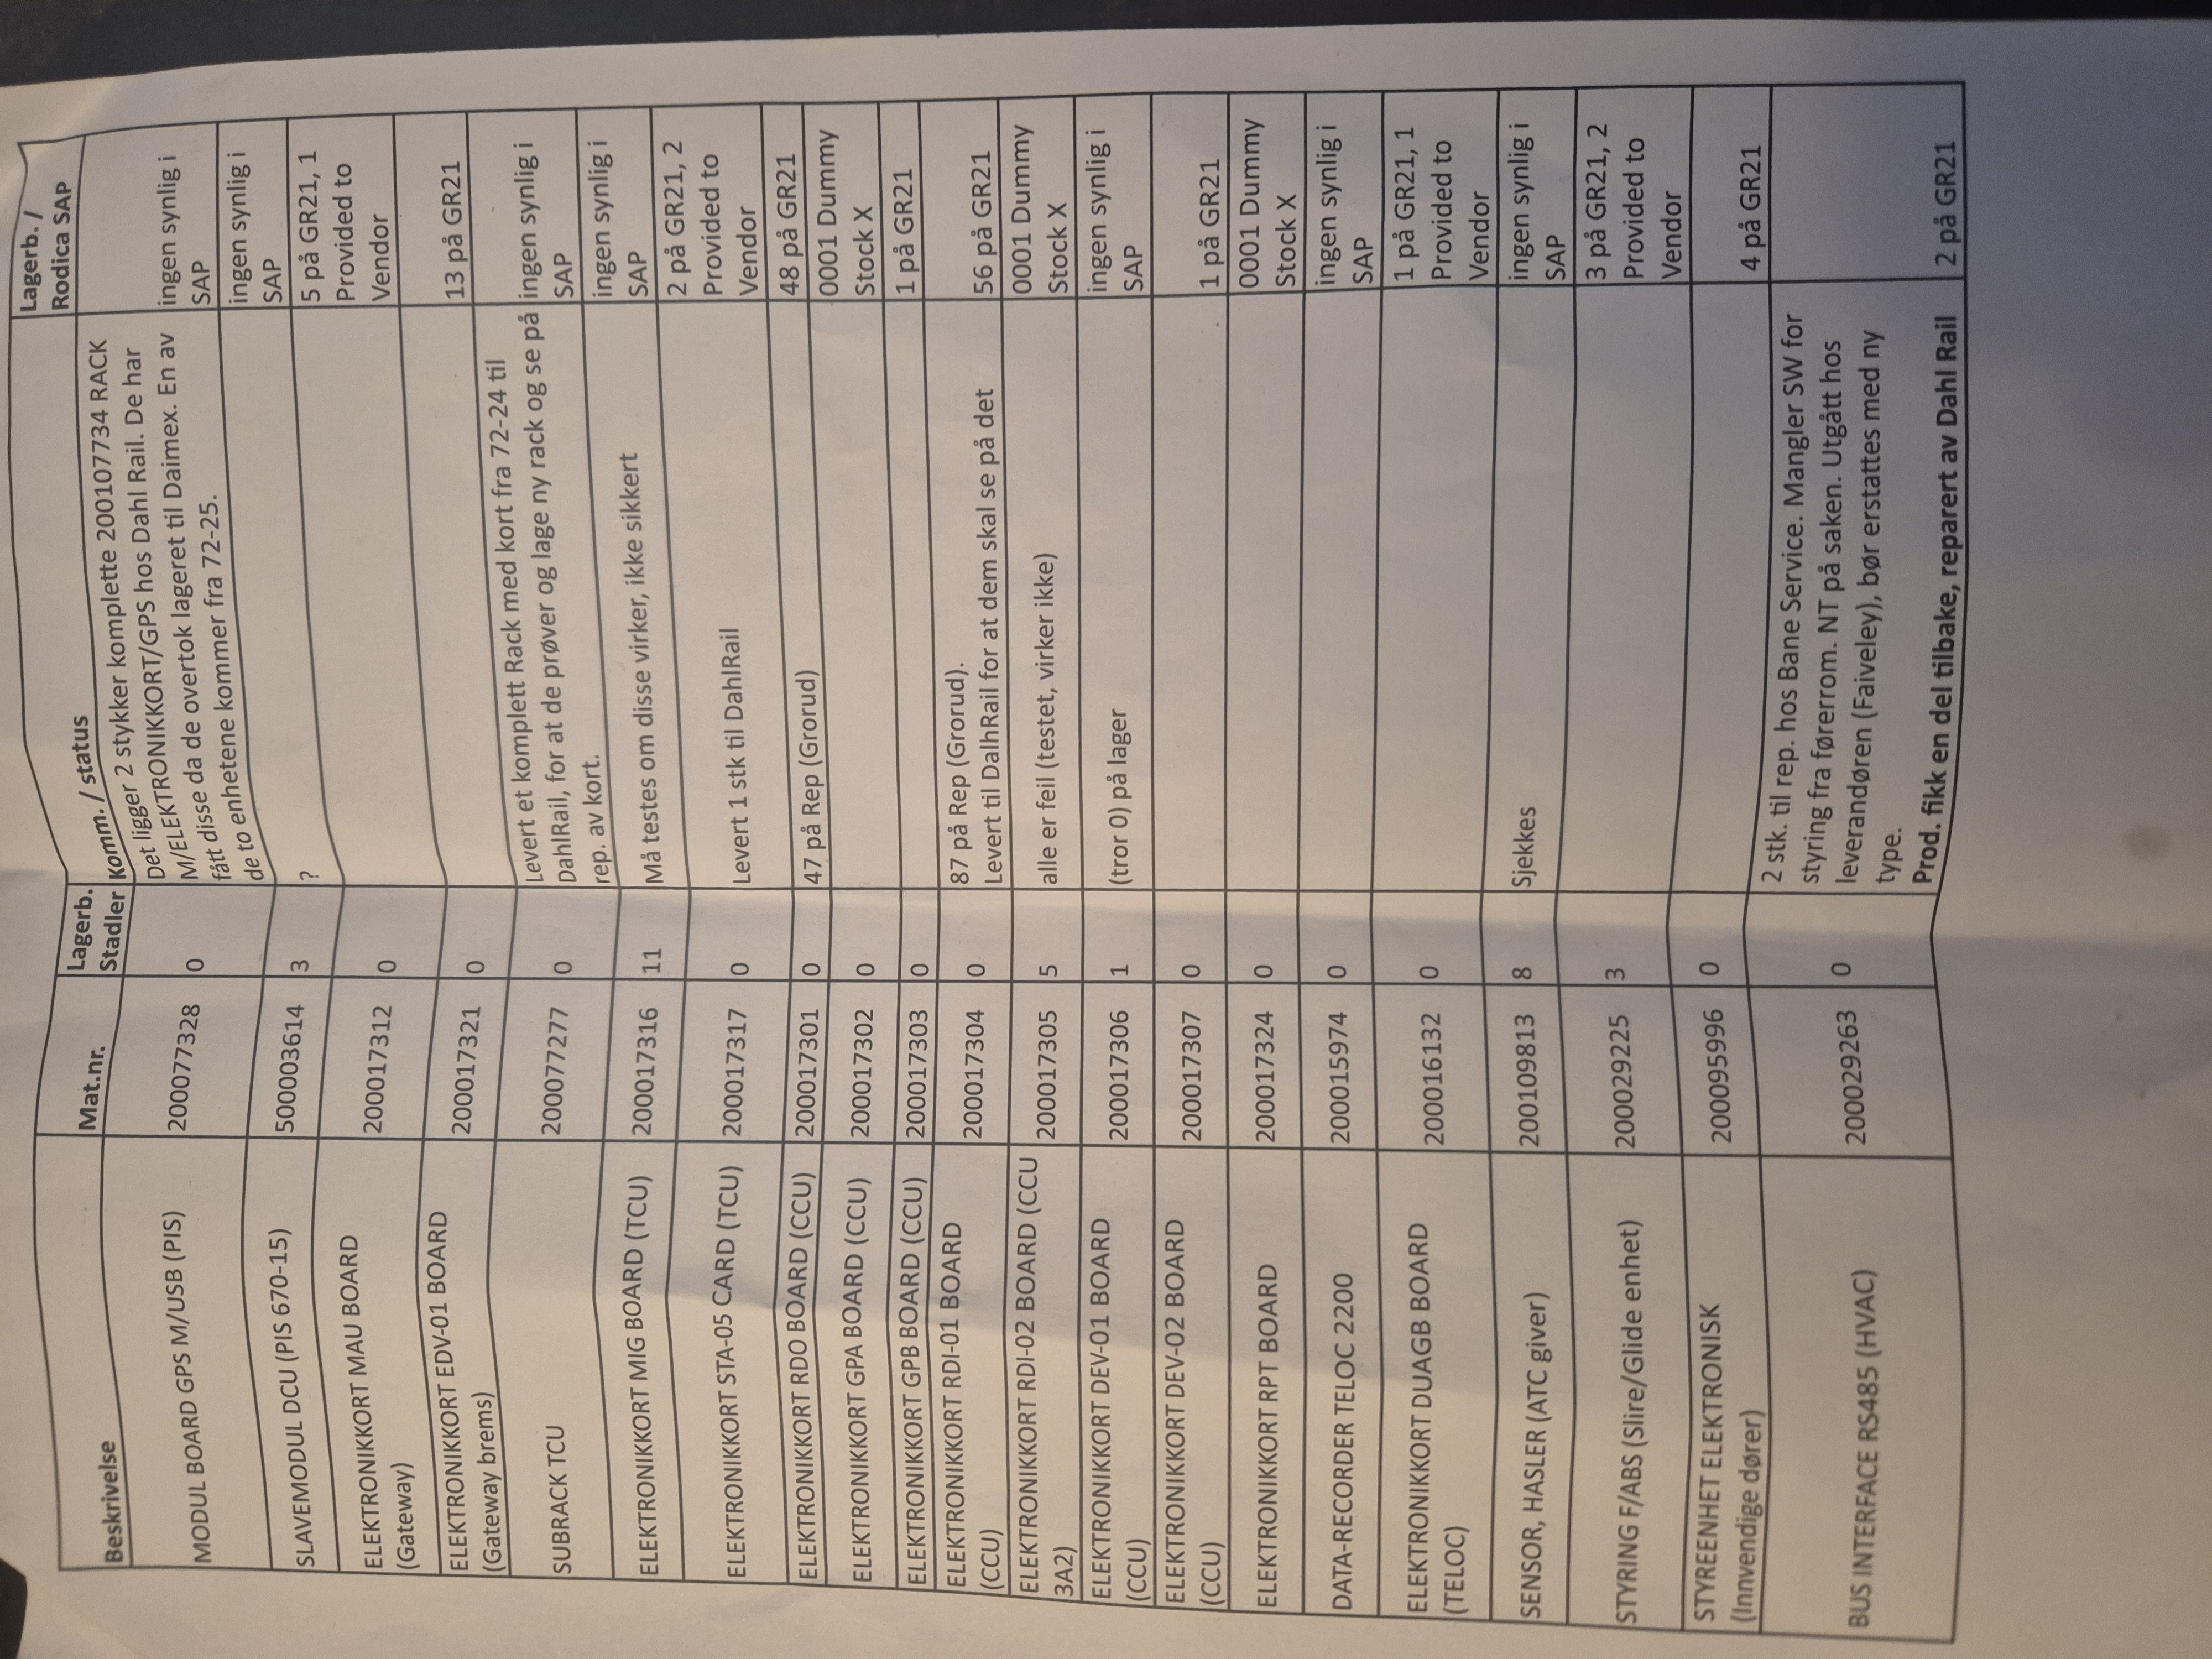 Beskrivelse
Mat.nr.
Lagerb.
Stadler
Komm. / status
Lagerb. /
Rodica SAP
MODUL BOARD GPS M/USB (PIS)
200077328
0
Det ligger 2 stykker komplette 200107734 RACK
M/ELEKTRONIKKORT/GPS hos Dahl Rail. De har
fått disse da de overtok lageret til Daimex. En av
de to enhetene kommer fra 72-25.
ingen synlig i
SAP
SLAVEMODUL DCU (PIS 670-15)
500003614
3
?
ingen synlig i
SAP
ELEKTRONIKKORT MAU BOARD
(Gateway)
200017312
0
5 på GR21, 1
Provided to
Vendor
ELEKTRONIKKORT EDV-01 BOARD
(Gateway brems)
200017321
0
13 på GR21
SUBRACK TCU
200077277
0
Levert et komplett Rack med kort fra 72-24 til
DahlRail, for at de prøver og lage ny rack og se på
rep. av kort.
ingen synlig i
SAP
ELEKTRONIKKORT MIG BOARD (TCU)
200017316
11
Må testes om disse virker, ikke sikkert
ingen synlig i
SAP
ELEKTRONIKKORT STA-05 CARD (TCU)
200017317
0
Levert 1 stk til DahlRail
2 på GR21, 2
Provided to
Vendor
ELEKTRONIKKORT RDO BOARD (CCU)
200017301
0
47 på Rep (Grorud)
48 på GR21
ELEKTRONIKKORT GPA BOARD (CCU)
200017302
0
0001 Dummy
Stock X
ELEKTRONIKKORT GPB BOARD (CCU)
200017303
0
1 på GR21
ELEKTRONIKKORT RDI-01 BOARD
(CCU)
200017304
0
87 på Rep (Grorud).
Levert til DalhRail for at dem skal se på det
56 på GR21
ELEKTRONIKKORT RDI-02 BOARD (CCU
3A2)
200017305
5
alle er feil (testet, virker ikke)
0001 Dummy
Stock X
ELEKTRONIKKORT DEV-01 BOARD
(CCU)
200017306
1
(tror 0) på lager
ingen synlig i
SAP
ELEKTRONIKKORT DEV-02 BOARD
(CCU)
200017307
0
1 på GR21
ELEKTRONIKKORT RPT BOARD
200017324
0
0001 Dummy
Stock X
DATA-RECORDER TELOC 2200
200015974
0
ingen synlig i
SAP
ELEKTRONIKKORT DUAGB BOARD
(TELOC)
200016132
0
1 på GR21, 1
Provided to
Vendor
SENSOR, HASLER (ATC giver)
200109813
8
Sjekkes
ingen synlig i
SAP
STYRING F/ABS (Slire/Glide enhet)
200029225
3
3 på GR21, 2
Provided to
Vendor
STYREENHET ELEKTRONISK
(Innvendige dører)
200095996
0
4 på GR21
BUS INTERFACE RS485 (HVAC)
200029263
0
2 stk. til rep. hos Bane Service. Mangler SW for
styring fra førerrom. NT på saken. Utgått hos
leverandøren (Faiveley), bør erstattes med ny
type.
Prod. fikk en del tilbake, reparert av Dahl Rail
2 på GR21